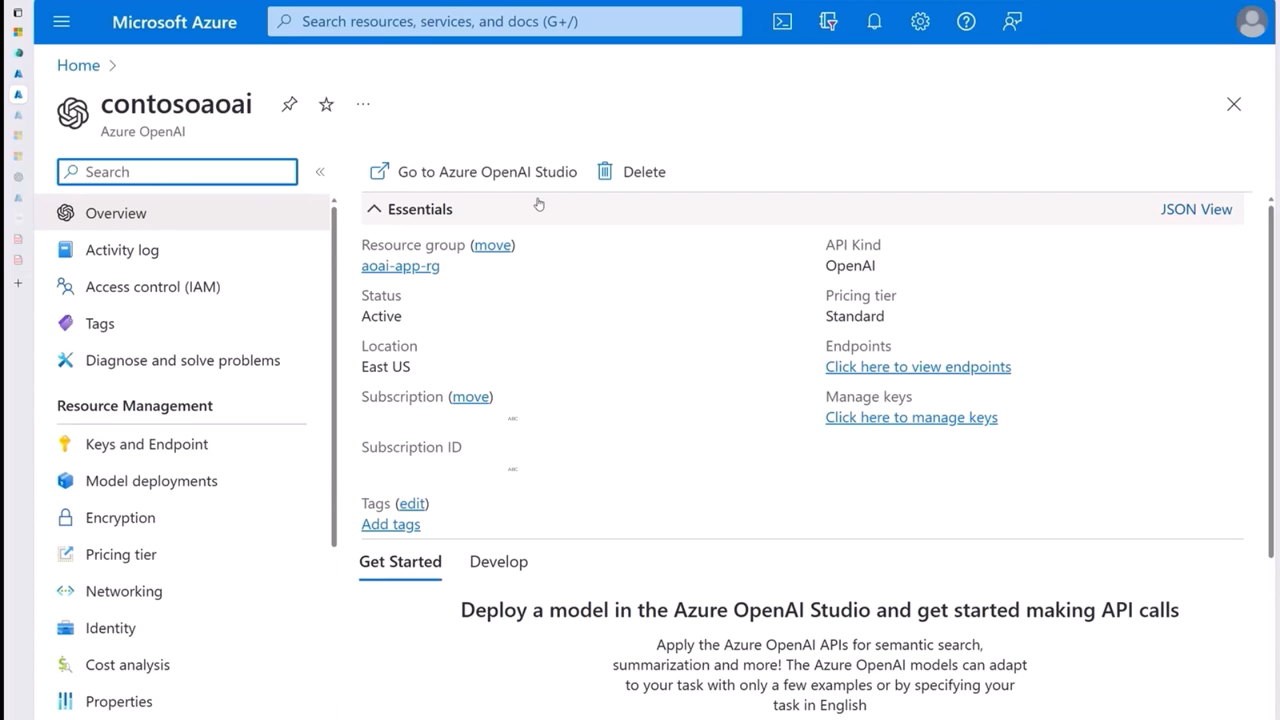 Microsoft Azure
Search resources, services, and docs (G+/)
Home
contosoaoai
Azure OpenAI
Search
Go to Azure OpenAI Studio
Delete
Overview
Activity log
Access control (IAM)
Tags
Diagnose and solve problems
Resource Management
Keys and Endpoint
Model deployments
Encryption
Pricing tier
Networking
Identity
Cost analysis
Properties
Essentials
JSON View
Resource group (move)
aoai-app-rg
Status
Active
Location
East US
Subscription (move)
Subscription ID
Tags (edit)
Add tags
API Kind
OpenAI
Pricing tier
Standard
Endpoints
Click here to view endpoints
Manage keys
Click here to manage keys
Get Started
Develop
Deploy a model in the Azure OpenAI Studio and get started making API calls
Apply the Azure OpenAI APIs for semantic search,
summarization and more! The Azure OpenAI models can adapt
to your task with only a few examples or by specifying your
task in English